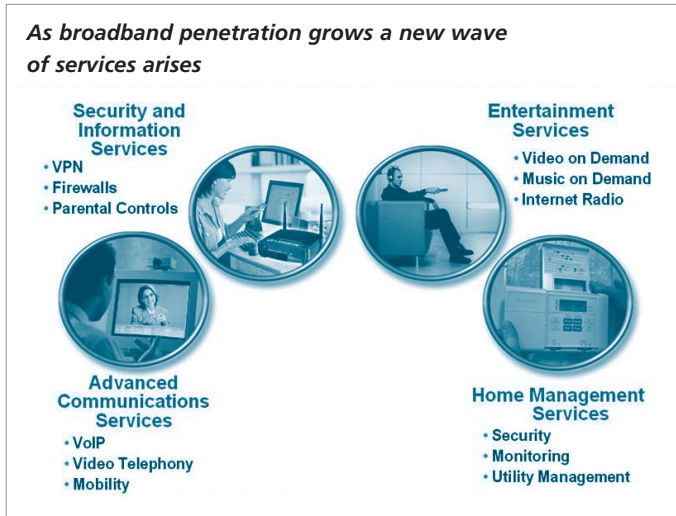 As broadband penetration grows a new wave
of services arises
Security and
Information
Services
• VPN
• Firewalls
• Parental Controls
Entertainment
Services
• Video on Demand
• Music on Demand
• Internet Radio
Advanced
Communications
Services
• VoIP
• Video Telephony
• Mobility
Home Management
Services
• Security
• Monitoring
• Utility Management